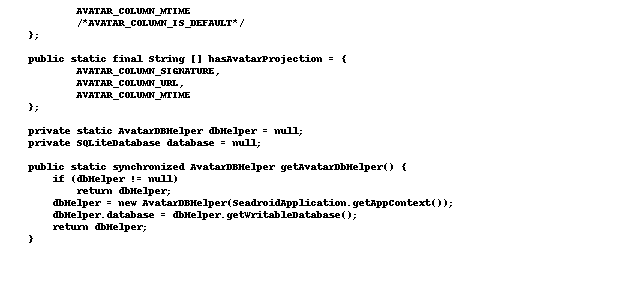 AVATAR_COLUMN_MTIME
/*AVATAR_COLUMN_IS_DEFAULT*/
};
public static final String [] hasAvatarProjection = {
AVATAR_COLUMN_SIGNATURE,
AVATAR_COLUMN_URL,
AVATAR_COLUMN_MTIME
};
private static AvatarDBHelper dbHelper = null;
private SQLiteDatabase database = null;
public static synchronized AvatarDBHelper getAvatarDbHelper() {
if (dbHelper != null)
return dbHelper;
dbHelper = new AvatarDBHelper(SeadroidApplication.getAppContext());
dbHelper.database = dbHelper.getWritableDatabase();
return dbHelper;
}